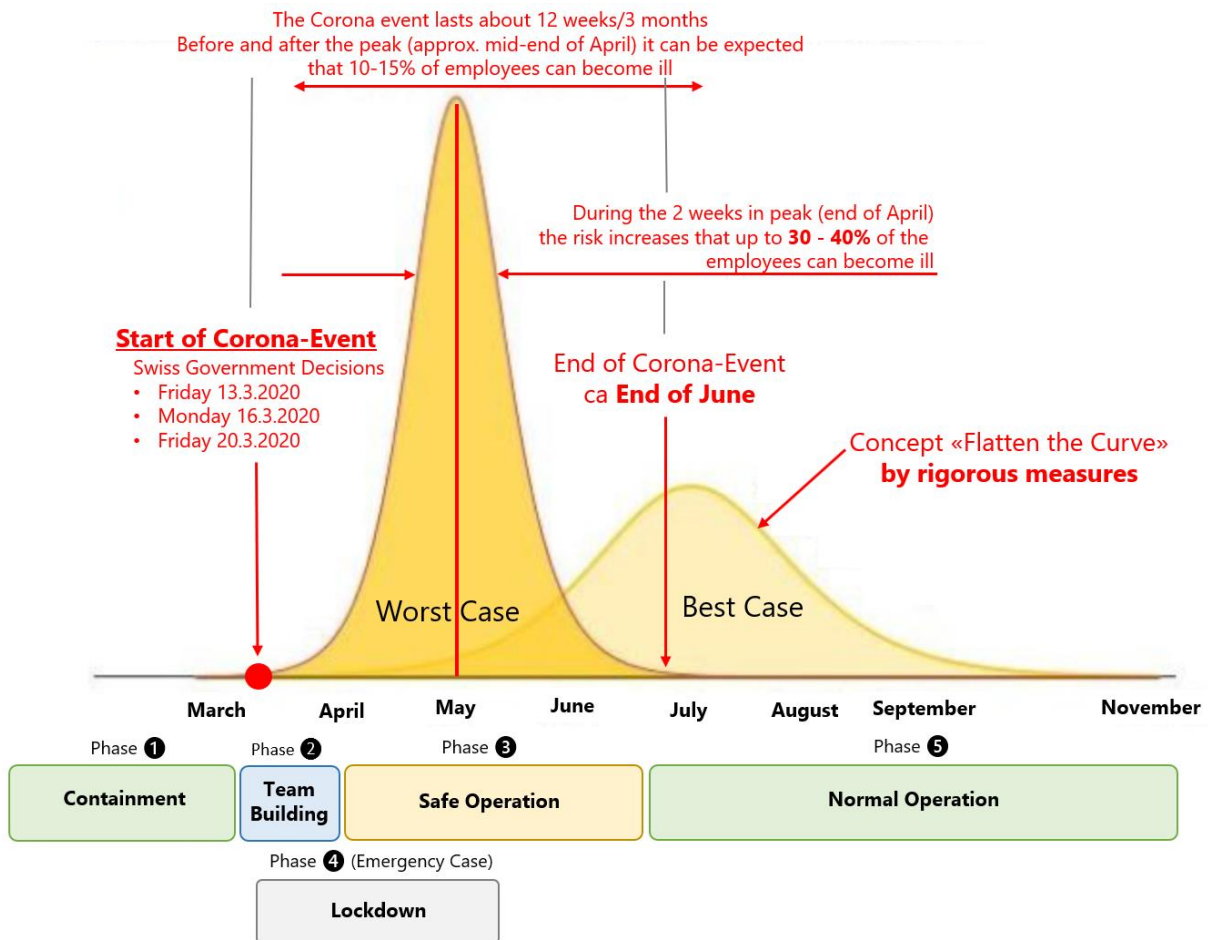 The Corona event lasts about 12 weeks/3 months
Before and after the peak (approx. mid-end of April) it can be expected
that 10-15% of employees can become ill
During the 2 weeks in peak (end of April)
the risk increases that up to 30 - 40% of the
employees can become ill
Start of Corona-Event
Swiss Government Decisions
• Friday 13.3.2020
• Monday 16.3.2020
• Friday 20.3.2020
End of Corona-Event
ca End of June
Concept «Flatten the Curve»
by rigorous measures
Worst Case
Best Case
March April May June July August September November
Phase 1 Phase 2 Phase 3 Phase 5
Containment
Team
Building
Safe Operation
Normal Operation
Phase 4 (Emergency Case)
Lockdown